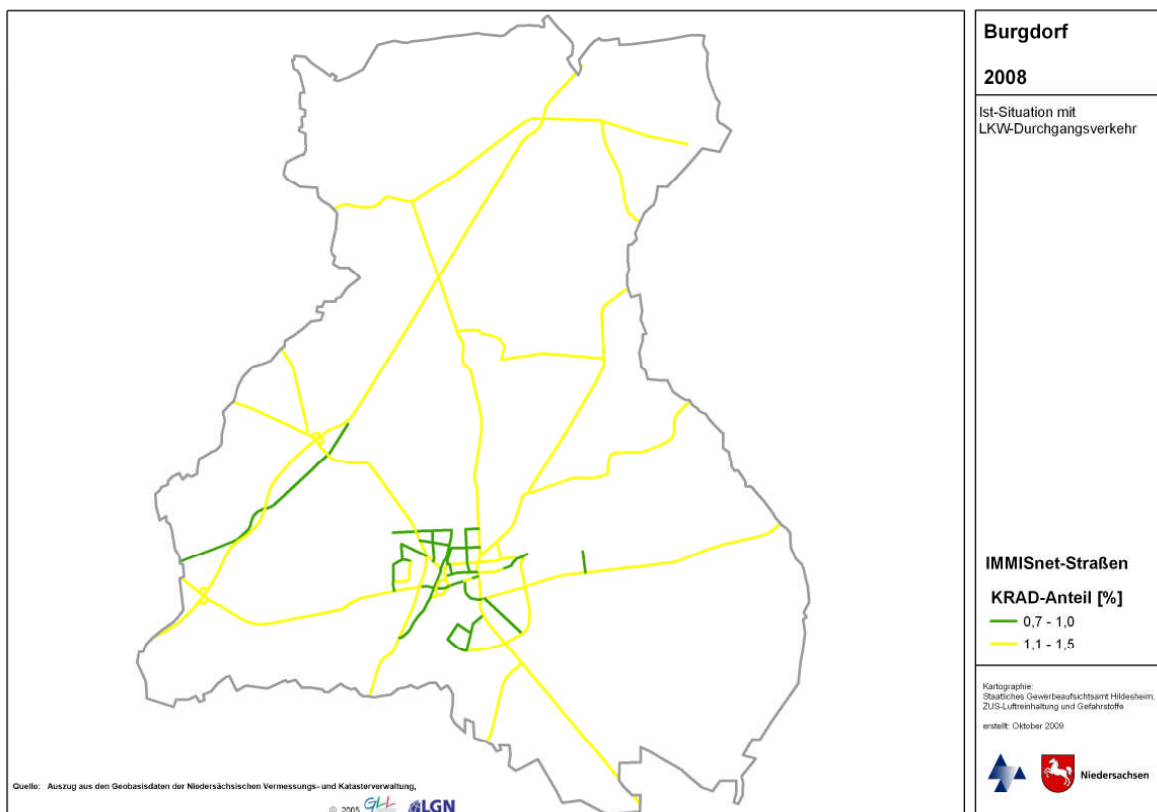 Burgdorf
2008
Ist-Situation mit
LKW-Durchgangsverkehr
IMMISnet-Straßen
KRAD-Anteil [%]
0,7 - 1,0
1,1 - 1,5
Kartographie:
Staatliches Gewerbeaufsichtsamt Hildesheim,
ZUS-Luftreinhaltung und Gefahrstoffe
erstellt: Oktober 2009
Niedersachsen
Quelle: Auszug aus den Geobasisdaten der Niedersächsischen Vermessungs- und Katasterverwaltung,
© 2005 GLL LGN